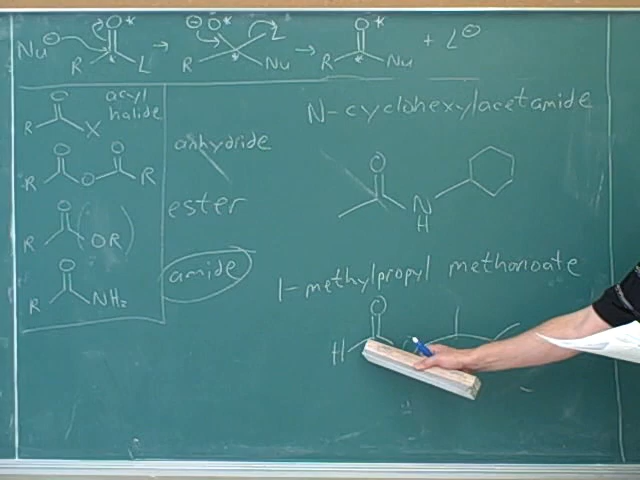 Nu⊖ O* R L → ⊖ O* R L Nu → O* R Nu + L⊖
O R X acyl halide
anhydride
O O R O R
ester
O R (OR)
amide
O R NH₂
N-cyclohexylacetamide
O N H
1-methylpropyl methanoate
O H